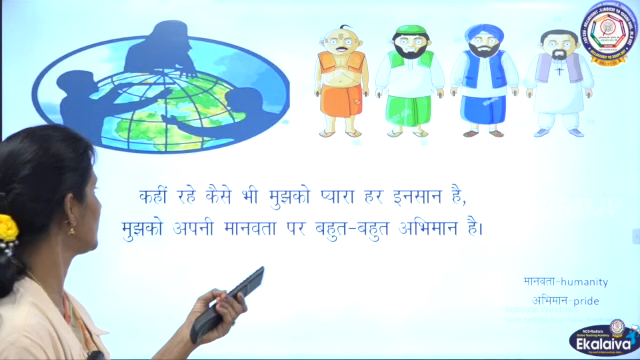 कहीं रहे कैसे भी मुझको प्यारा हर इनसान है,
मुझको अपनी मानवता पर बहुत-बहुत अभिमान है।
मानवता-humanity
अभिमान-pride
Ekalaiva